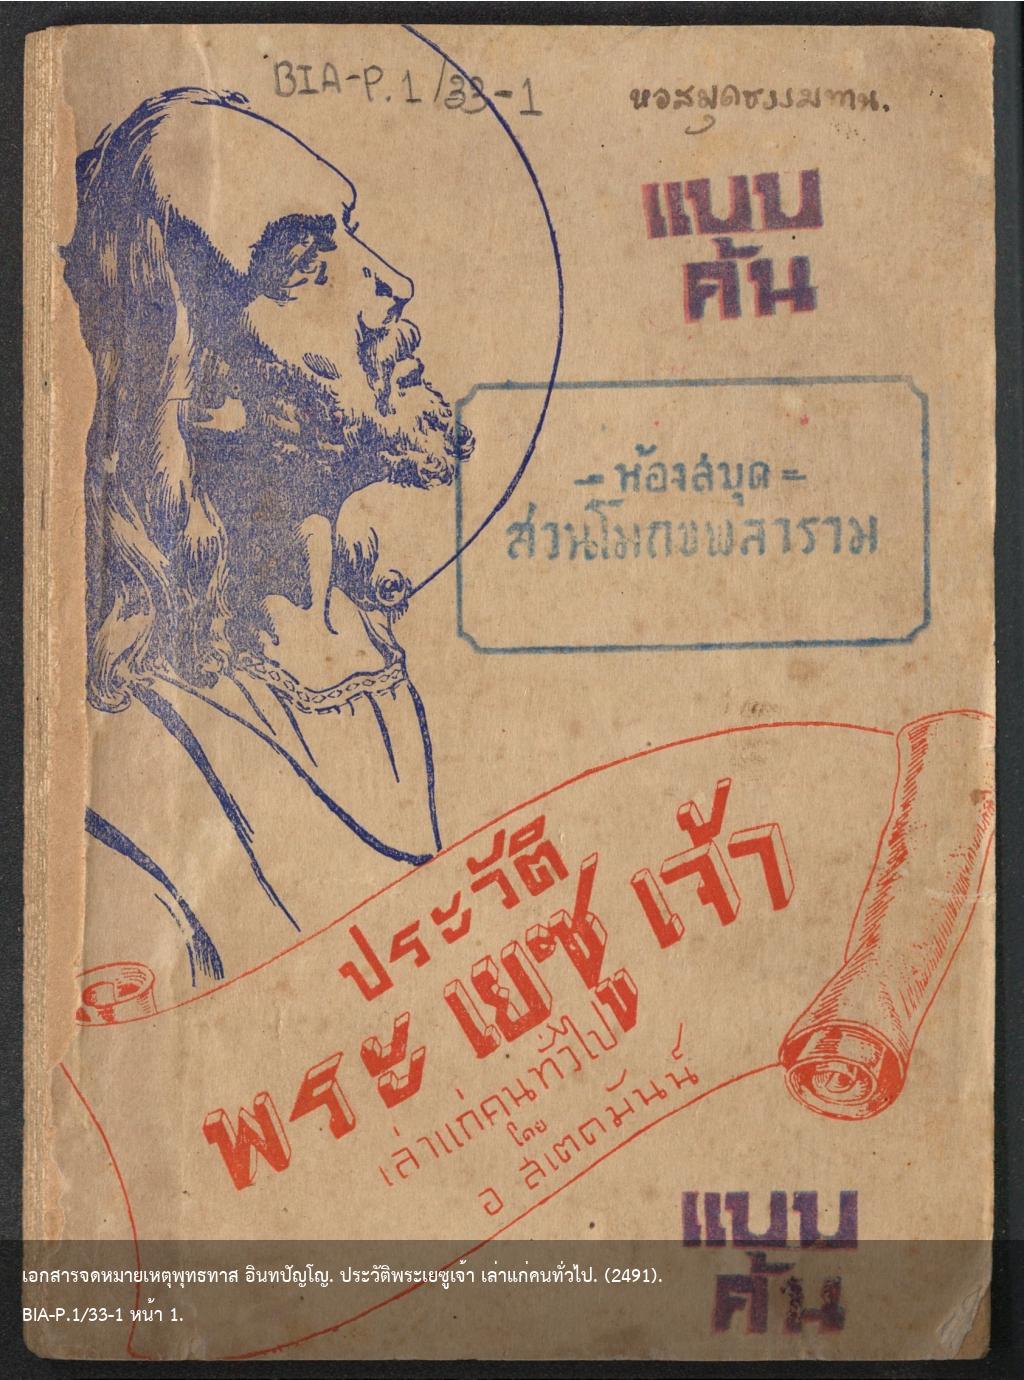 BIA-P.1/33-1
หอสมุดธรรมทาน.
แบบ
ค้น
- ห้องสมุด -
สวนโมกขพลาราม
ประวัติ
พระเยซูเจ้า
เล่าแก่คนทั่วไป
โดย
อ สเตดมันน์
แบบ
ค้น
เอกสารจดหมายเหตุพุทธทาส อินทปัญโญ. ประวัติพระเยซูเจ้า เล่าแก่คนทั่วไป. (2491).
BIA-P.1/33-1 หน้า 1.